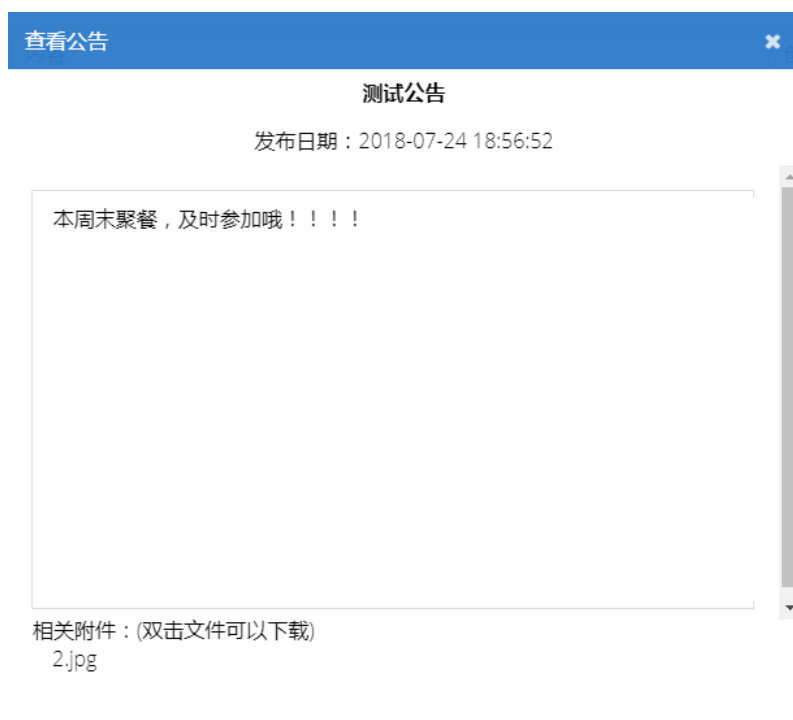 查看公告
测试公告
发布日期：2018-07-24 18:56:52
本周末聚餐，及时参加哦！！！！
相关附件：(双击文件可以下载)
2.jpg